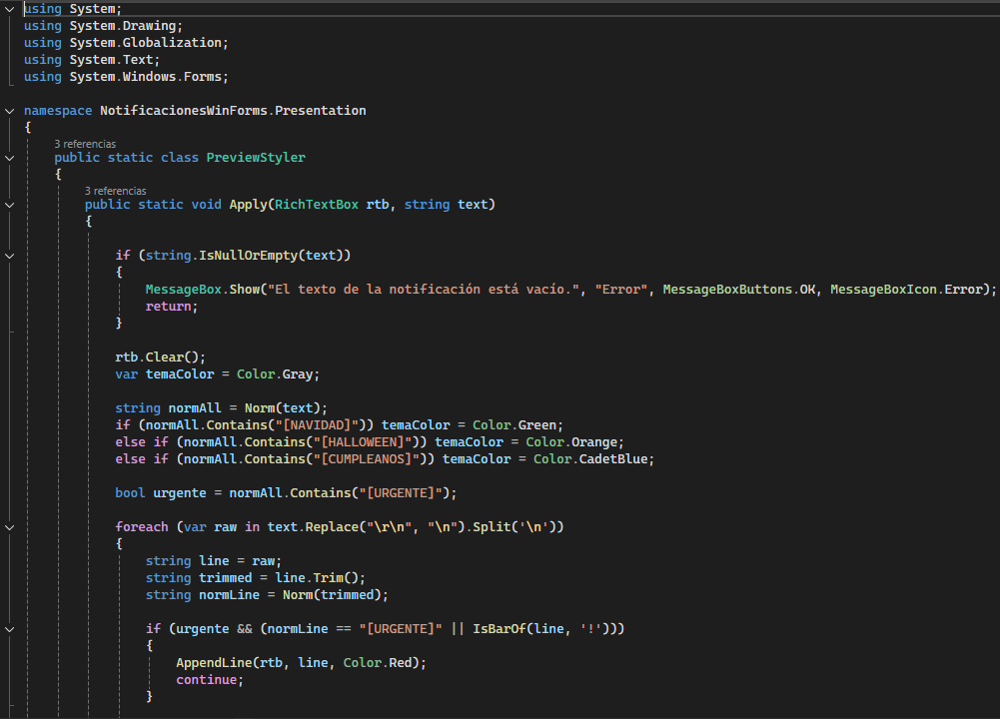 using System;
using System.Drawing;
using System.Globalization;
using System.Text;
using System.Windows.Forms;
namespace NotificacionesWinForms.Presentation
{
3 referencias
public static class PreviewStyler
{
3 referencias
public static void Apply(RichTextBox rtb, string text)
{
if (string.IsNullOrEmpty(text))
{
MessageBox.Show("El texto de la notificación está vacío.", "Error", MessageBoxButtons.OK, MessageBoxIcon.Error);
return;
}
rtb.Clear();
var temaColor = Color.Gray;
string normAll = Norm(text);
if (normAll.Contains("[NAVIDAD]")) temaColor = Color.Green;
else if (normAll.Contains("[HALLOWEEN]")) temaColor = Color.Orange;
else if (normAll.Contains("[CUMPLEANOS]")) temaColor = Color.CadetBlue;
bool urgente = normAll.Contains("[URGENTE]");
foreach (var raw in text.Replace("\r\n", "\n").Split('\n'))
{
string line = raw;
string trimmed = line.Trim();
string normLine = Norm(trimmed);
if (urgente && (normLine == "[URGENTE]" || IsBarOf(line, '!')))
{
AppendLine(rtb, line, Color.Red);
continue;
}